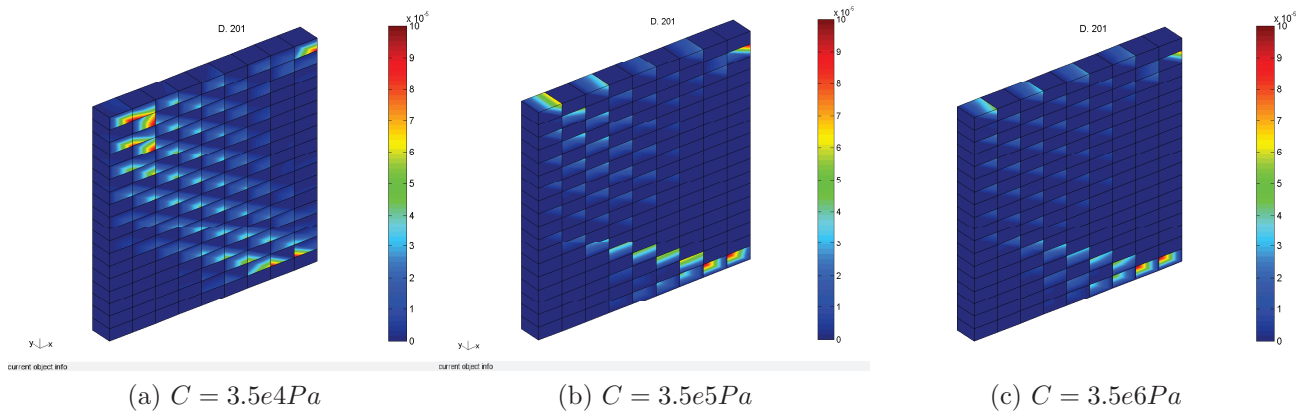 D. 201
x 10⁻⁵
10
9
8
7
6
5
4
3
2
1
0
y x
current object info
(a) C = 3.5e4Pa
D. 201
x 10⁻⁵
10
9
8
7
6
5
4
3
2
1
0
y x
current object info
(b) C = 3.5e5Pa
D. 201
x 10⁻⁵
10
9
8
7
6
5
4
3
2
1
0
y x
(c) C = 3.5e6Pa